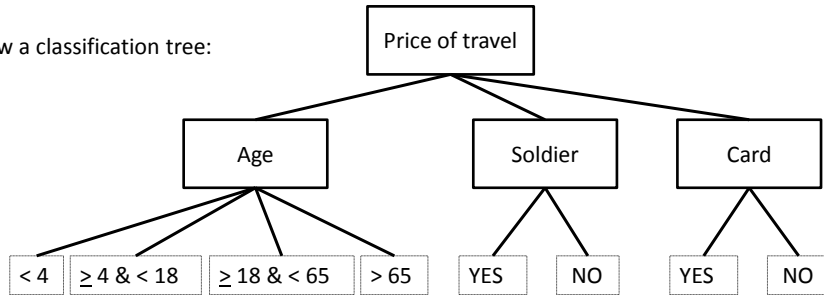 w a classification tree:
Price of travel
Age
Soldier
Card
< 4
≥ 4 & < 18
≥ 18 & < 65
> 65
YES
NO
YES
NO